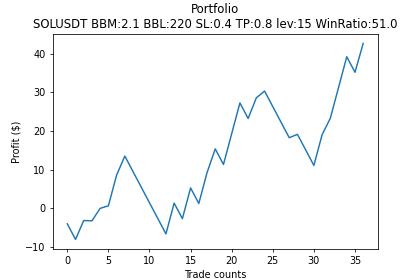 Portfolio
SOLUSDT BBM:2.1 BBL:220 SL:0.4 TP:0.8 lev:15 WinRatio:51.0
Profit ($)
40
30
20
10
0
−10
0 5 10 15 20 25 30 35
Trade counts